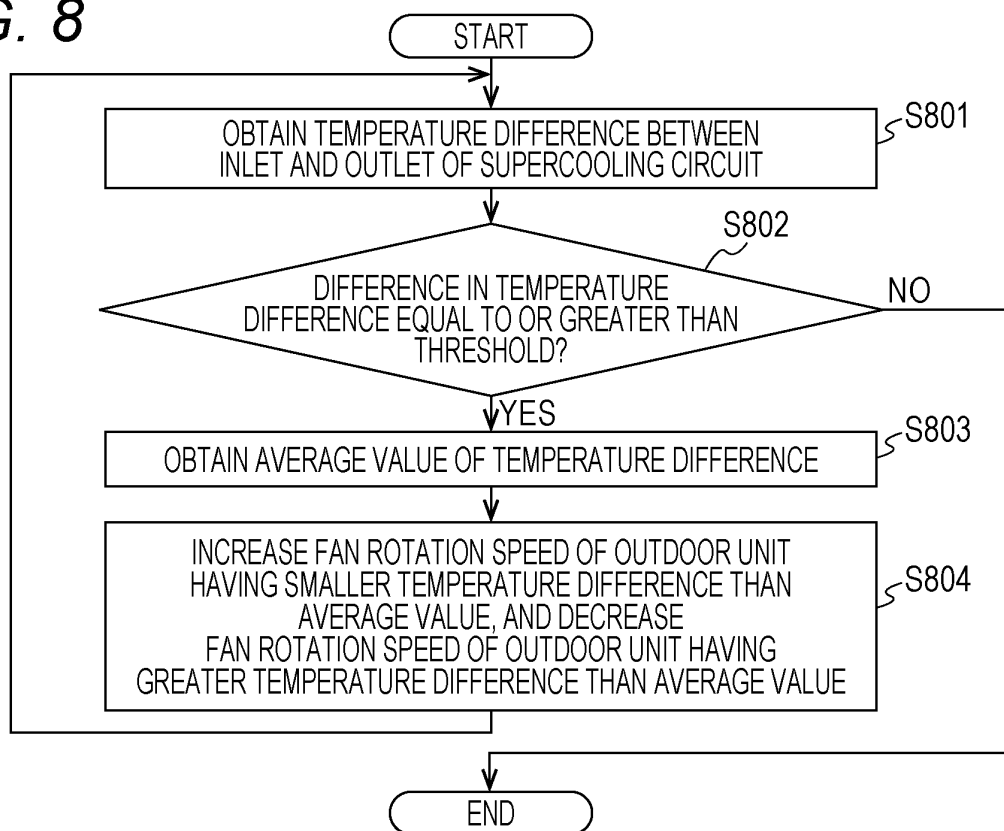 G. 8
START
OBTAIN TEMPERATURE DIFFERENCE BETWEEN
INLET AND OUTLET OF SUPERCOOLING CIRCUIT
S801
S802
DIFFERENCE IN TEMPERATURE
DIFFERENCE EQUAL TO OR GREATER THAN
THRESHOLD?
NO
YES
OBTAIN AVERAGE VALUE OF TEMPERATURE DIFFERENCE
S803
INCREASE FAN ROTATION SPEED OF OUTDOOR UNIT
HAVING SMALLER TEMPERATURE DIFFERENCE THAN
AVERAGE VALUE, AND DECREASE
FAN ROTATION SPEED OF OUTDOOR UNIT HAVING
GREATER TEMPERATURE DIFFERENCE THAN AVERAGE VALUE
S804
END